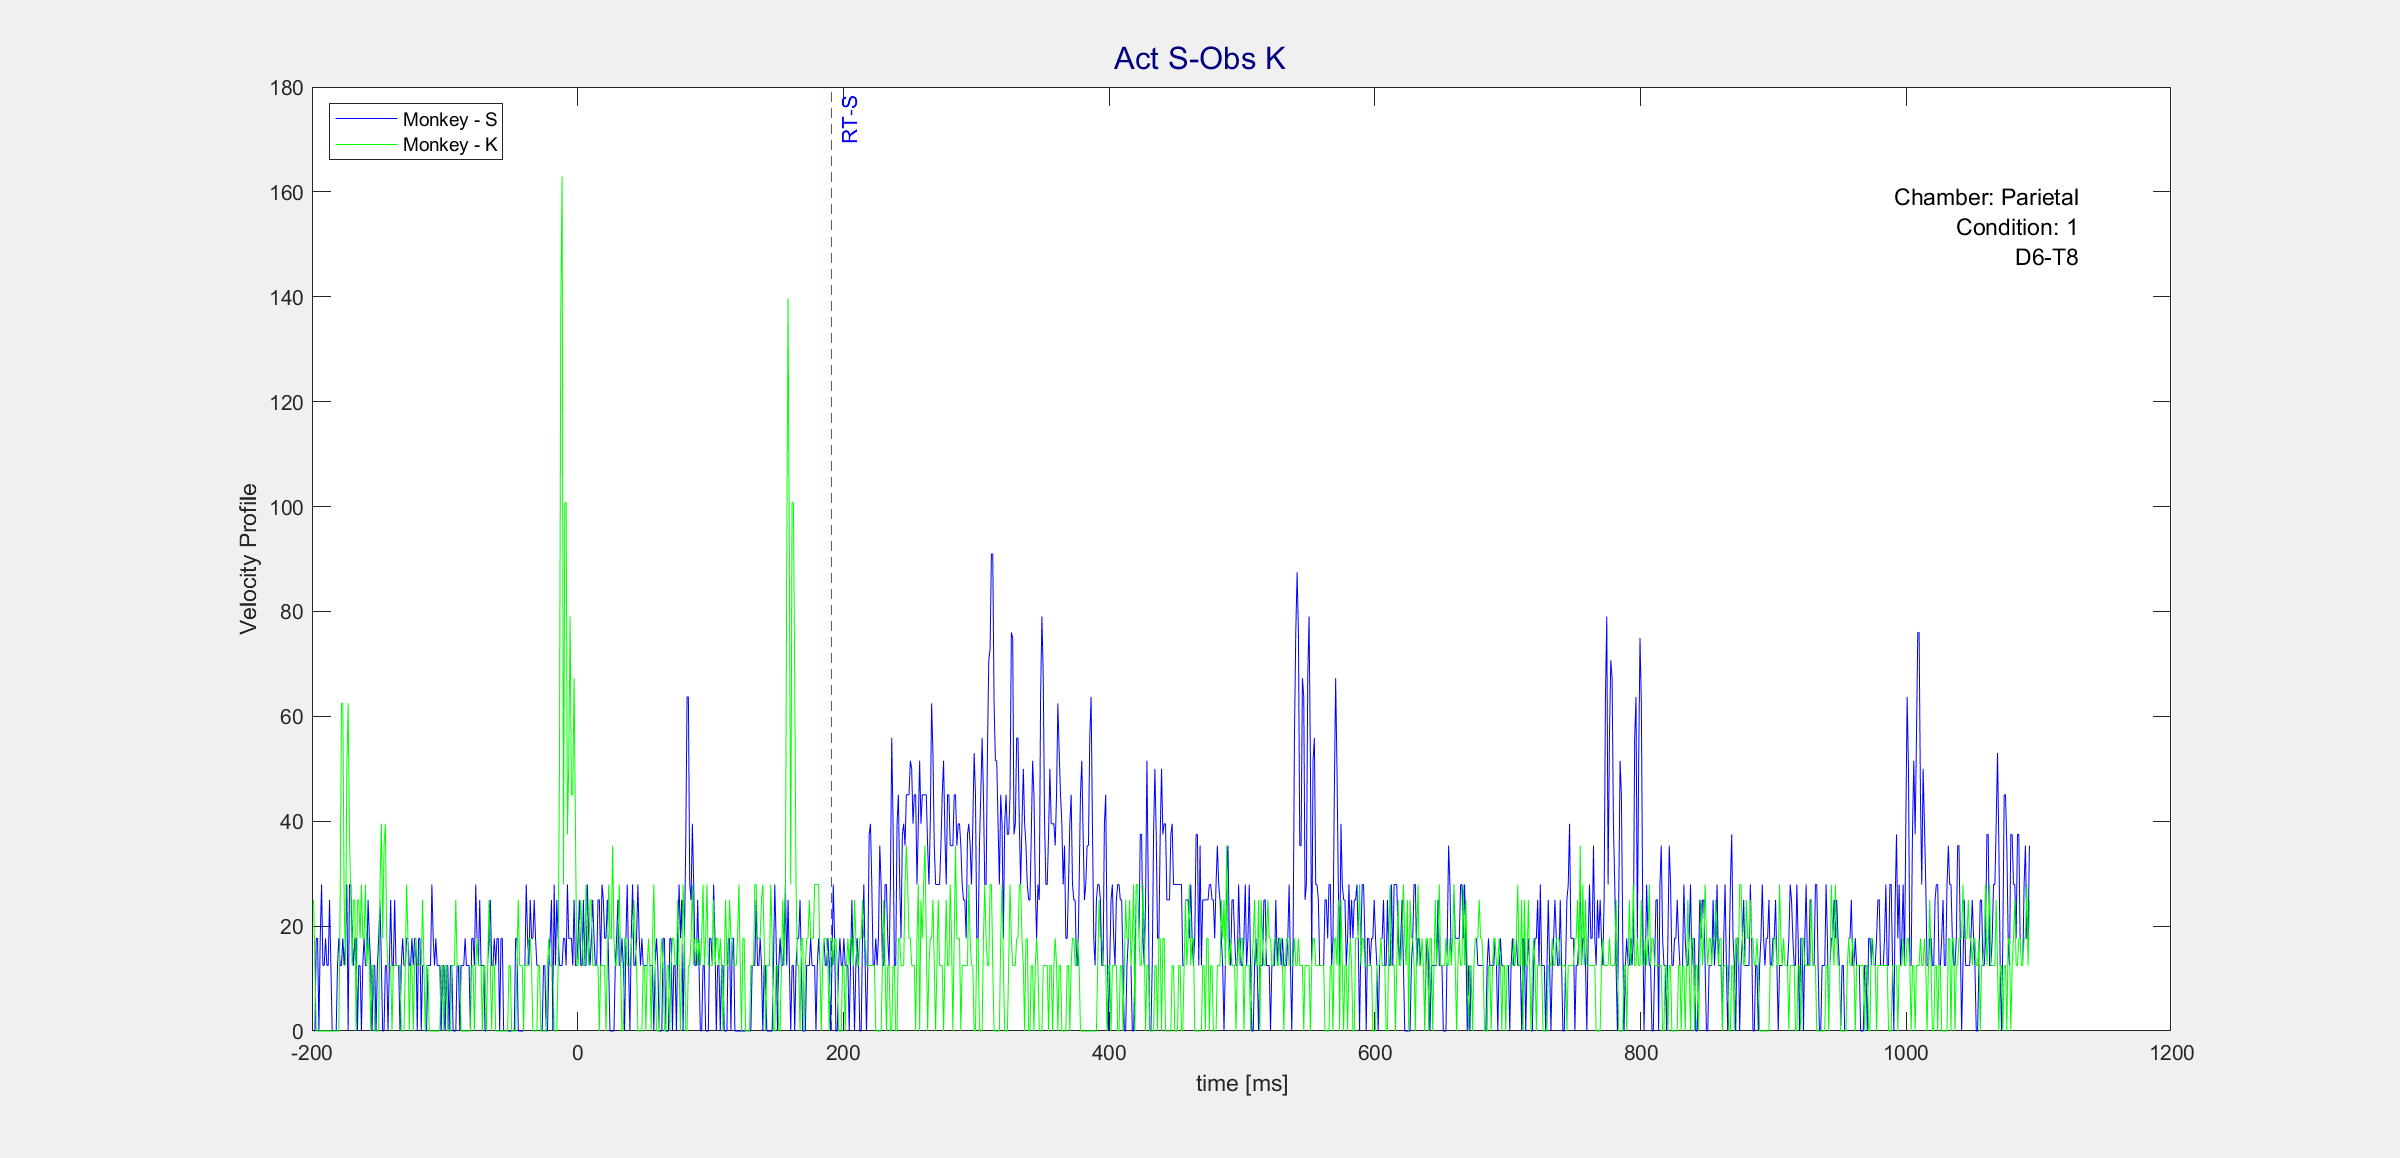 Act S-Obs K
Monkey - S
Monkey - K
RT-S
Chamber: Parietal
Condition: 1
D6-T8
Velocity Profile
180
160
140
120
100
80
60
40
20
0
-200 0 200 400 600 800 1000 1200
time [ms]